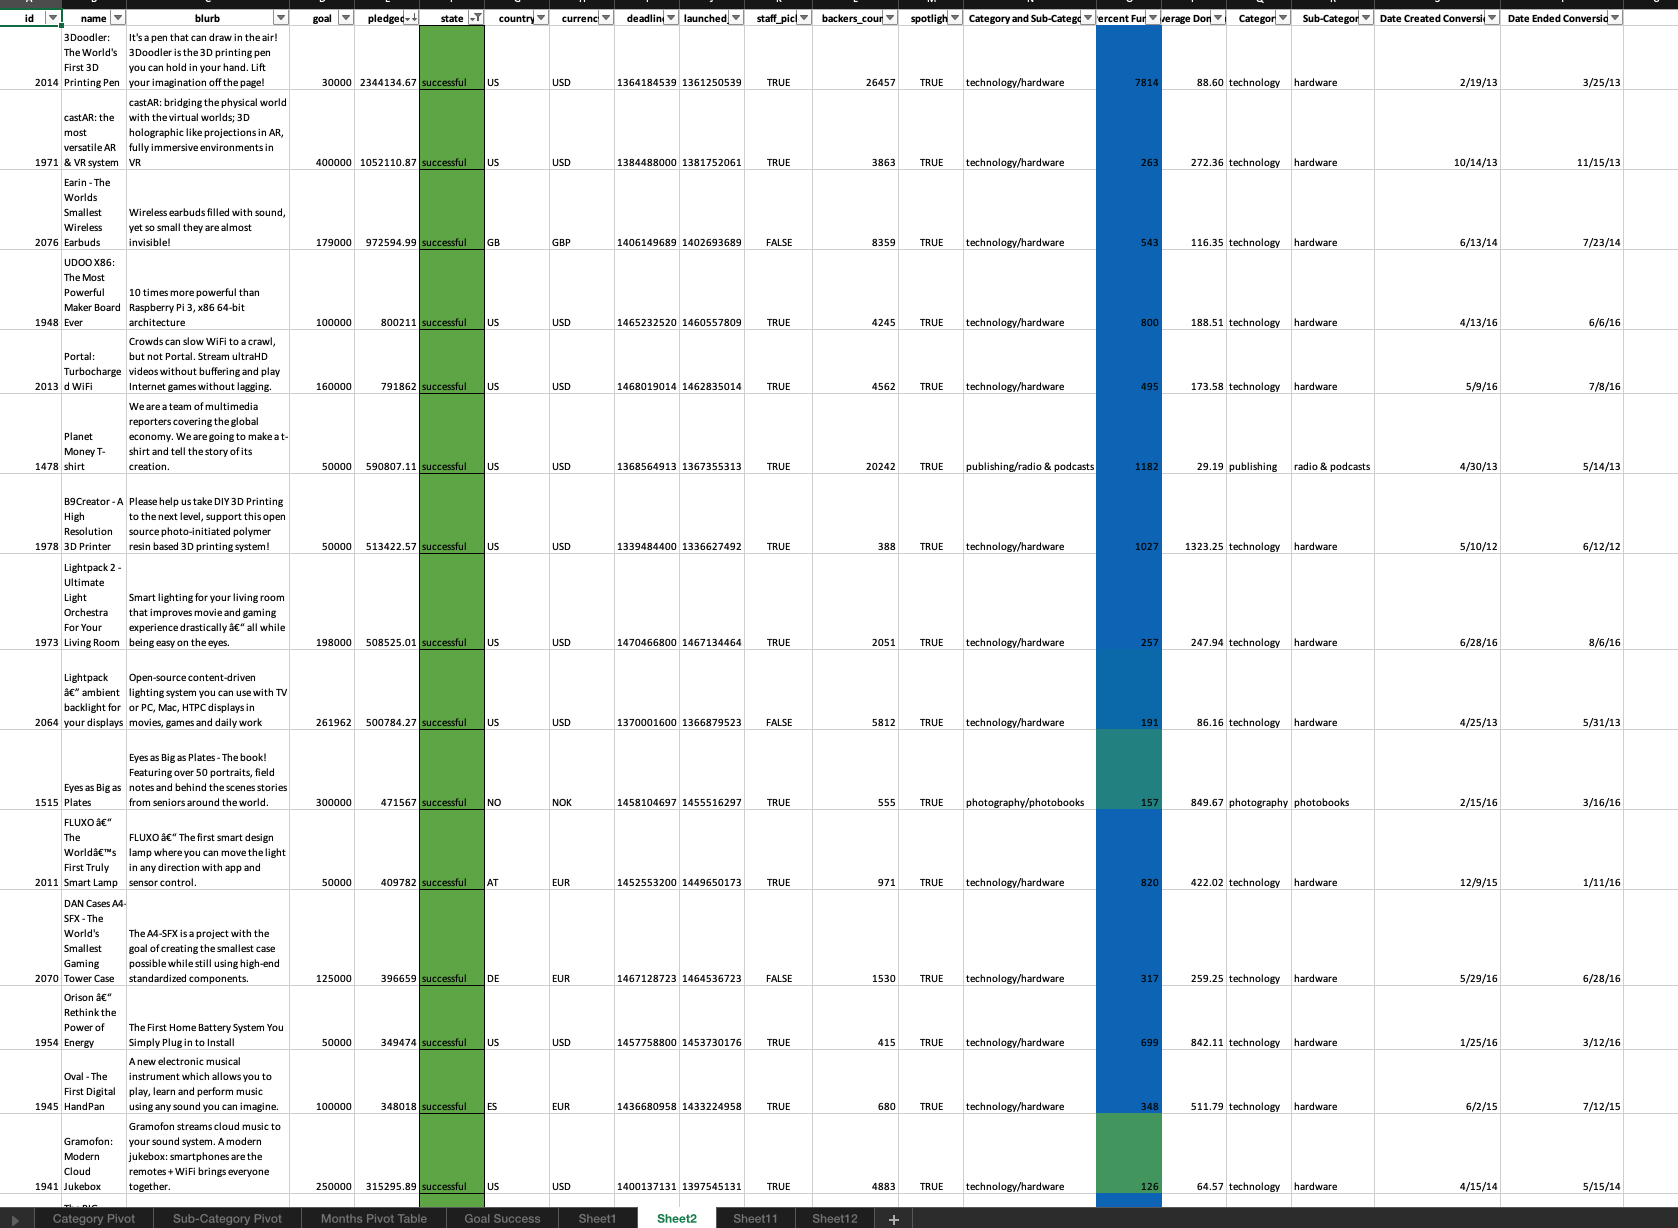 id name blurb goal pledged state country currenc deadlin launched_ staff_pic backers_cour spotligh Category and Sub-Catego ercent Fur verage Don Categor Sub-Categor Date Created Conversi Date Ended Conversio
3Doodler: It's a pen that can draw in the air!
The World's 3Doodler is the 3D printing pen
First 3D you can hold in your hand. Lift
2014 Printing Pen your imagination off the page! 30000 2344134.67 successful US USD 1364184539 1361250539 TRUE 26457 TRUE technology/hardware 7814 88.60 technology hardware 2/19/13 3/25/13
castAR: bridging the physical world
castAR: the with the virtual worlds; 3D
most holographic like projections in AR,
versatile AR fully immersive environments in
1971 & VR system VR 400000 1052110.87 successful US USD 1384488000 1381752061 TRUE 3863 TRUE technology/hardware 263 272.36 technology hardware 10/14/13 11/15/13
Earin - The
Worlds
Smallest Wireless earbuds filled with sound,
Wireless yet so small they are almost
2076 Earbuds invisible! 179000 972594.99 successful GB GBP 1406149689 1402693689 FALSE 8359 TRUE technology/hardware 543 116.35 technology hardware 6/13/14 7/23/14
UDOO X86:
The Most
Powerful 10 times more powerful than
Maker Board Raspberry Pi 3, x86 64-bit
1948 Ever architecture 100000 800211 successful US USD 1465232520 1460557809 TRUE 4245 TRUE technology/hardware 800 188.51 technology hardware 4/13/16 6/6/16
Crowds can slow WiFi to a crawl,
Portal: but not Portal. Stream ultraHD
Turbocharge videos without buffering and play
2013 d WiFi Internet games without lagging. 160000 791862 successful US USD 1468019014 1462835014 TRUE 4562 TRUE technology/hardware 495 173.58 technology hardware 5/9/16 7/8/16
We are a team of multimedia
reporters covering the global
Planet economy. We are going to make a t-
Money T- shirt and tell the story of its
1478 shirt creation. 50000 590807.11 successful US USD 1368564913 1367355313 TRUE 20242 TRUE publishing/radio & podcasts 1182 29.19 publishing radio & podcasts 4/30/13 5/14/13
B9Creator - A Please help us take DIY 3D Printing
High to the next level, support this open
Resolution source photo-initiated polymer
1978 3D Printer resin based 3D printing system! 50000 513422.57 successful US USD 1339484400 1336627492 TRUE 388 TRUE technology/hardware 1027 1323.25 technology hardware 5/10/12 6/12/12
Lightpack 2 -
Ultimate
Light Smart lighting for your living room
Orchestra that improves movie and gaming
For Your experience drastically â€“ all while
1973 Living Room being easy on the eyes. 198000 508525.01 successful US USD 1470466800 1467134464 TRUE 2051 TRUE technology/hardware 257 247.94 technology hardware 6/28/16 8/6/16
Lightpack Open-source content-driven
â€” ambient lighting system you can use with TV
backlight for or PC, Mac, HTPC displays in
2064 your displays movies, games and daily work 261962 500784.27 successful US USD 1370001600 1366879523 FALSE 5812 TRUE technology/hardware 191 86.16 technology hardware 4/25/13 5/31/13
Eyes as Big as Plates - The book!
Featuring over 50 portraits, field
Eyes as Big as notes and behind the scenes stories
1515 Plates from seniors around the world. 300000 471567 successful NO NOK 1458104697 1455516297 TRUE 555 TRUE photography/photobooks 157 849.67 photography photobooks 2/15/16 3/16/16
FLUXO â€“
The FLUXO â€“ The first smart design
Worldâ€™s lamp where you can move the light
First Truly in any direction with app and
2011 Smart Lamp sensor control. 50000 409782 successful AT EUR 1452553200 1449650173 TRUE 971 TRUE technology/hardware 820 422.02 technology hardware 12/9/15 1/11/16
DAN Cases A4-
SFX - The
World's The A4-SFX is a project with the
Smallest goal of creating the smallest case
Gaming possible while still using high-end
2070 Tower Case standardized components. 125000 396659 successful DE EUR 1467128723 1464536723 FALSE 1530 TRUE technology/hardware 317 259.25 technology hardware 5/29/16 6/28/16
Orison â€“
Rethink the
Power of The First Home Battery System You
1954 Energy Simply Plug in to Install 50000 349474 successful US USD 1457758800 1453730176 TRUE 415 TRUE technology/hardware 699 842.11 technology hardware 1/25/16 3/12/16
A new electronic musical
Oval - The instrument which allows you to
First Digital play, learn and perform music
1945 HandPan using any sound you can imagine. 100000 348018 successful ES EUR 1436680958 1433224958 TRUE 680 TRUE technology/hardware 348 511.79 technology hardware 6/2/15 7/12/15
Gramofon streams cloud music to
Gramofon: your sound system. A modern
Modern jukebox: smartphones are the
Cloud remotes + WiFi brings everyone
1941 Jukebox together. 250000 315295.89 successful US USD 1400137131 1397545131 TRUE 4883 TRUE technology/hardware 126 64.57 technology hardware 4/15/14 5/15/14
Category Pivot Sub-Category Pivot Months Pivot Table Goal Success Sheet1 Sheet2 Sheet11 Sheet12 +